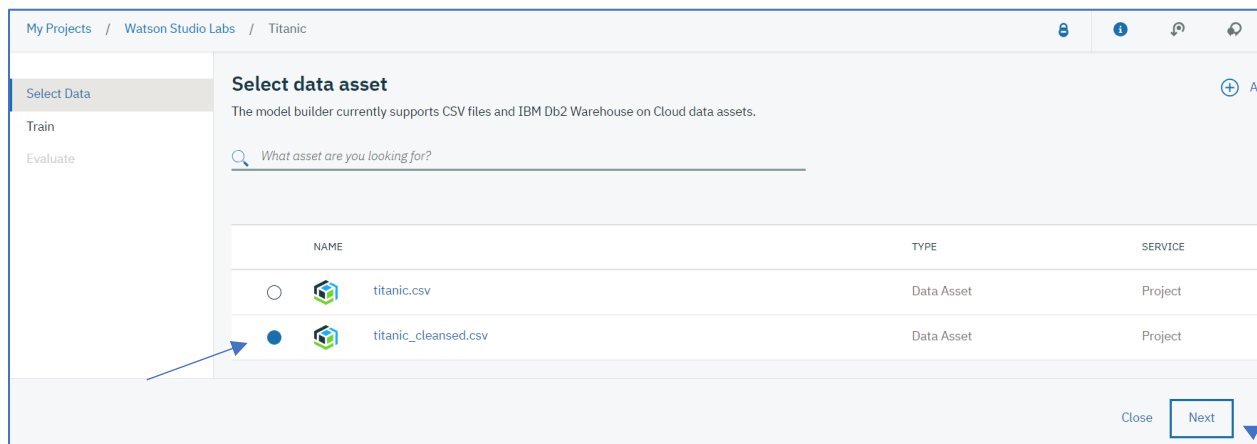 My Projects / Watson Studio Labs / Titanic
Select Data
Train
Evaluate
Select data asset
A
The model builder currently supports CSV files and IBM Db2 Warehouse on Cloud data assets.
What asset are you looking for?
NAME TYPE SERVICE
titanic.csv Data Asset Project
titanic_cleansed.csv Data Asset Project
Close Next